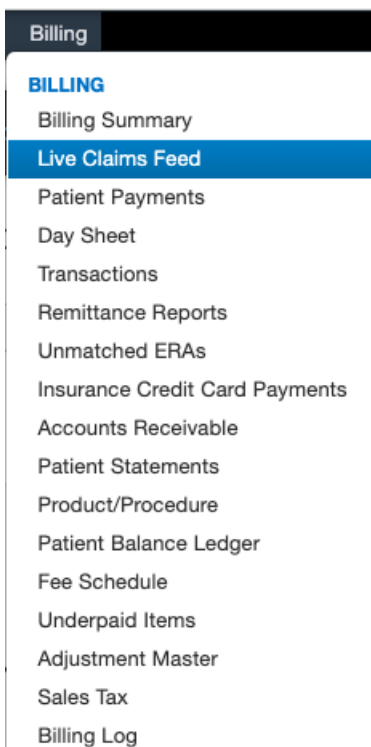 Billing
BILLING
Billing Summary
Live Claims Feed
Patient Payments
Day Sheet
Transactions
Remittance Reports
Unmatched ERAs
Insurance Credit Card Payments
Accounts Receivable
Patient Statements
Product/Procedure
Patient Balance Ledger
Fee Schedule
Underpaid Items
Adjustment Master
Sales Tax
Billing Log